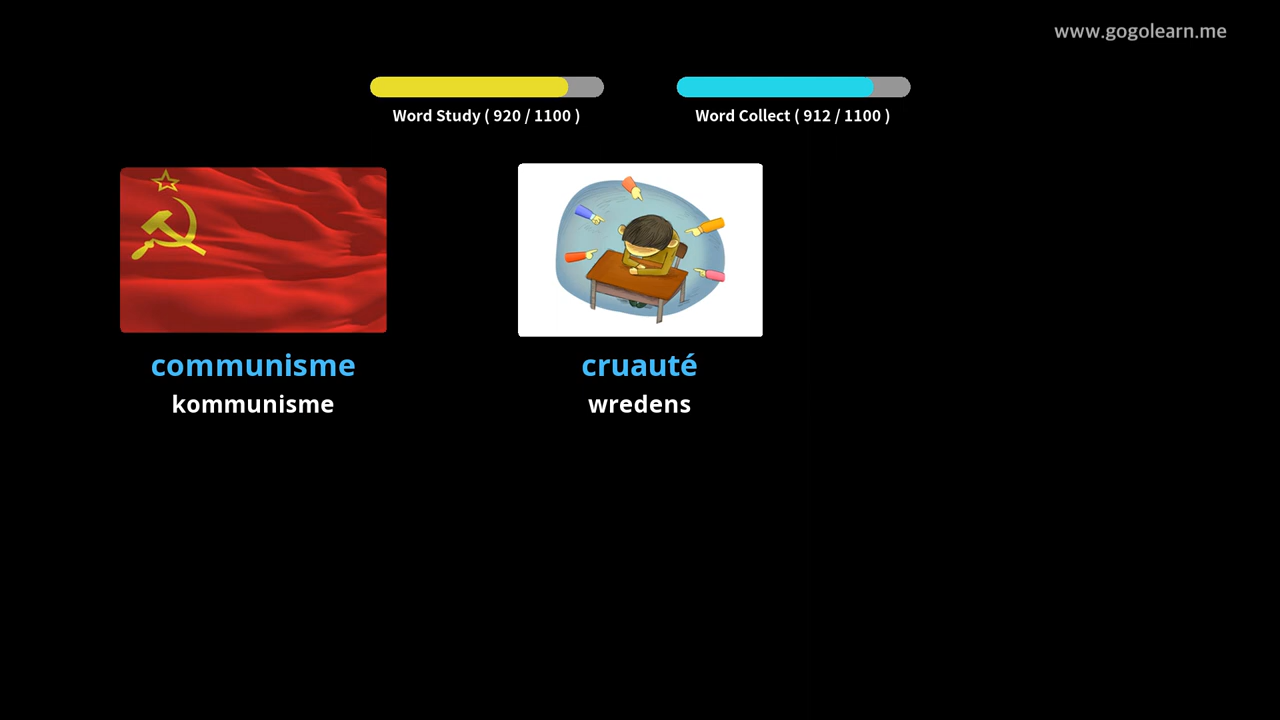 www.gogolearn.me
Word Study ( 920 / 1100 )
Word Collect ( 912 / 1100 )
communisme
kommunisme
cruauté
wredens